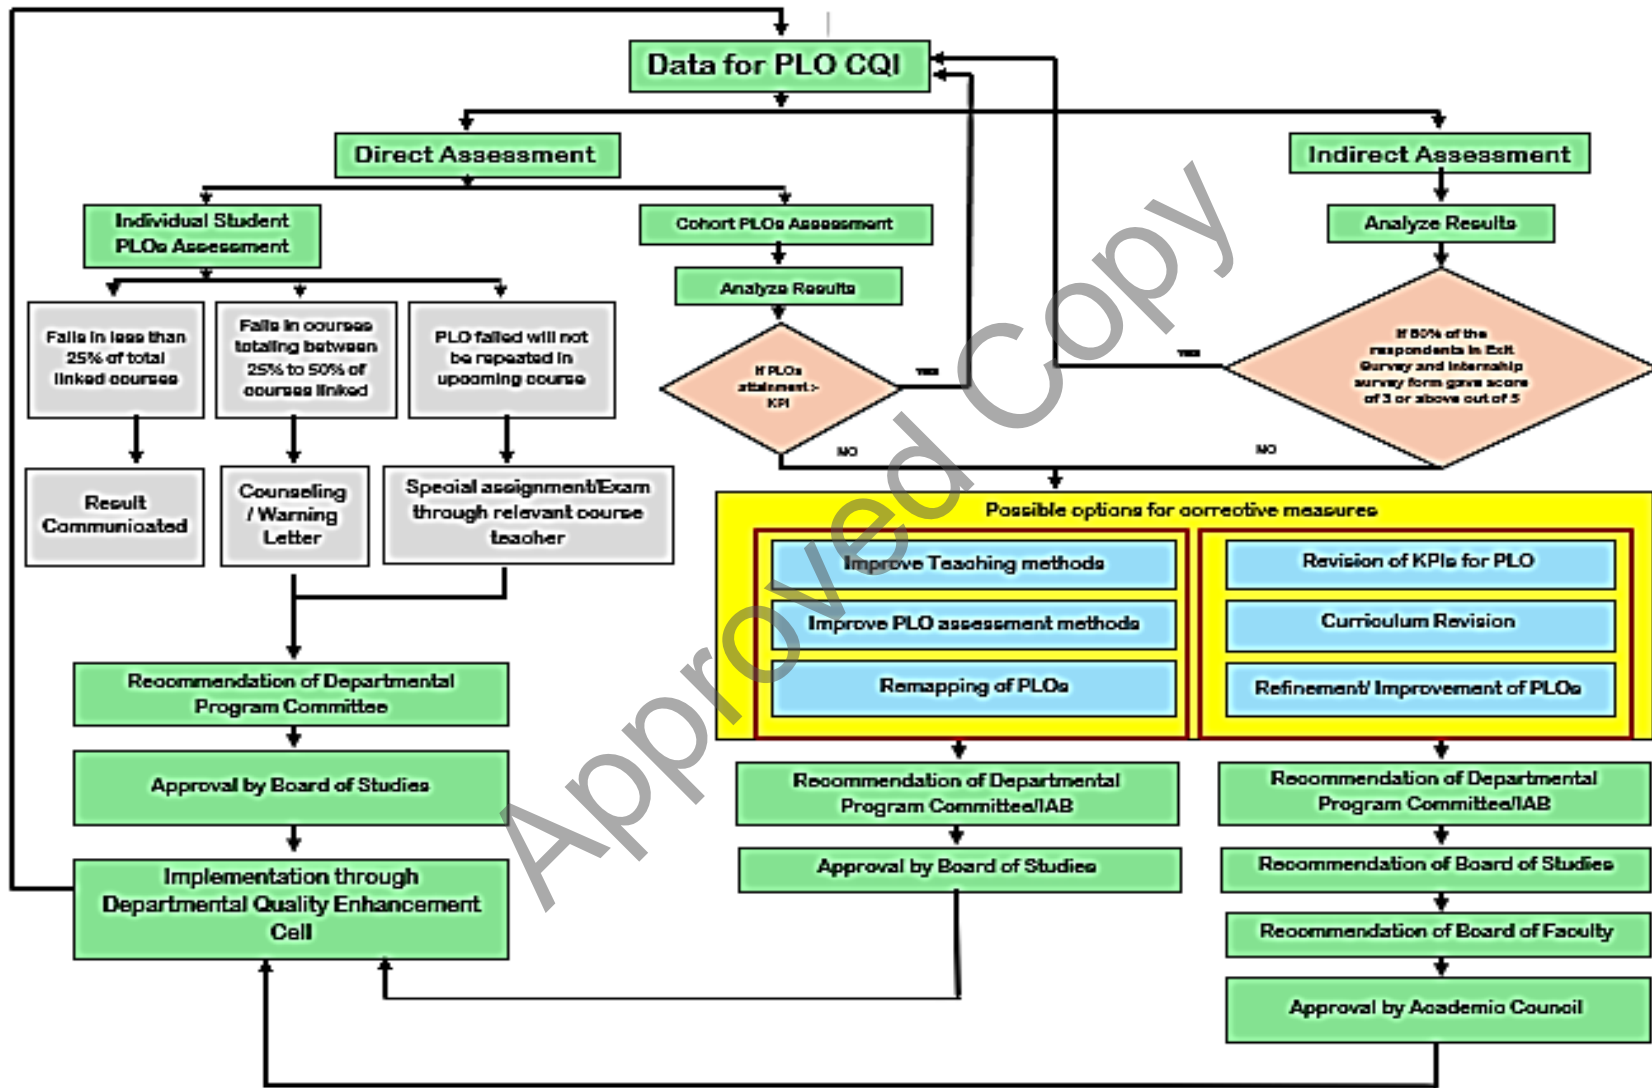 Data for PLO CQI
Direct Assessment
Indirect Assessment
Individual Student
PLOs Assessment
Cohort PLOs Assessment
Analyze Results
Analyze Results
Fails in less than
25% of total
linked courses
Fails in courses
totaling between
25% to 50% of
courses linked
PLO failed will not
be repeated in
upcoming course
If PLOs
attainment >
KPI
YES
YES
If 60% of the
respondents in Exit
Survey and Internship
survey form gave score
of 3 or above out of 5
NO
NO
Result
Communicated
Counseling
/ Warning
Letter
Special assignment/Exam
through relevant course
teacher
Possible options for corrective measures
Improve Teaching methods
Improve PLO assessment methods
Remapping of PLOs
Revision of KPIs for PLO
Curriculum Revision
Refinement/ Improvement of PLOs
Recommendation of Departmental
Program Committee
Approval by Board of Studies
Implementation through
Departmental Quality Enhancement
Cell
Recommendation of Departmental
Program Committee/IAB
Approval by Board of Studies
Recommendation of Departmental
Program Committee/IAB
Recommendation of Board of Studies
Recommendation of Board of Faculty
Approval by Academic Council
Approved Copy